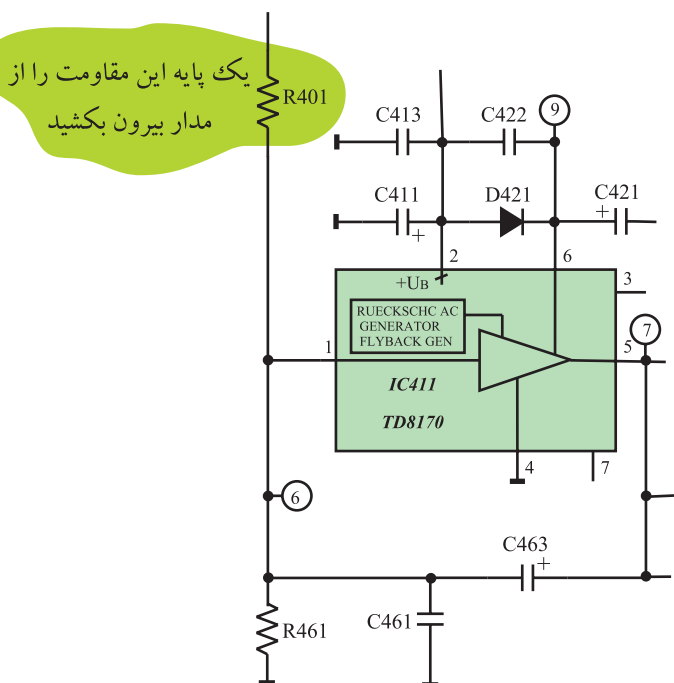 یک پایه این مقاومت را از
مدار بیرون بکشید
R401
C413
C422
9
C411
+
D421
C421
+
2
6
+UB
3
RUECKSCHC AC
GENERATOR
FLYBACK GEN
7
1
5
IC411
TD8170
4
7
6
C463
+
R461
C461